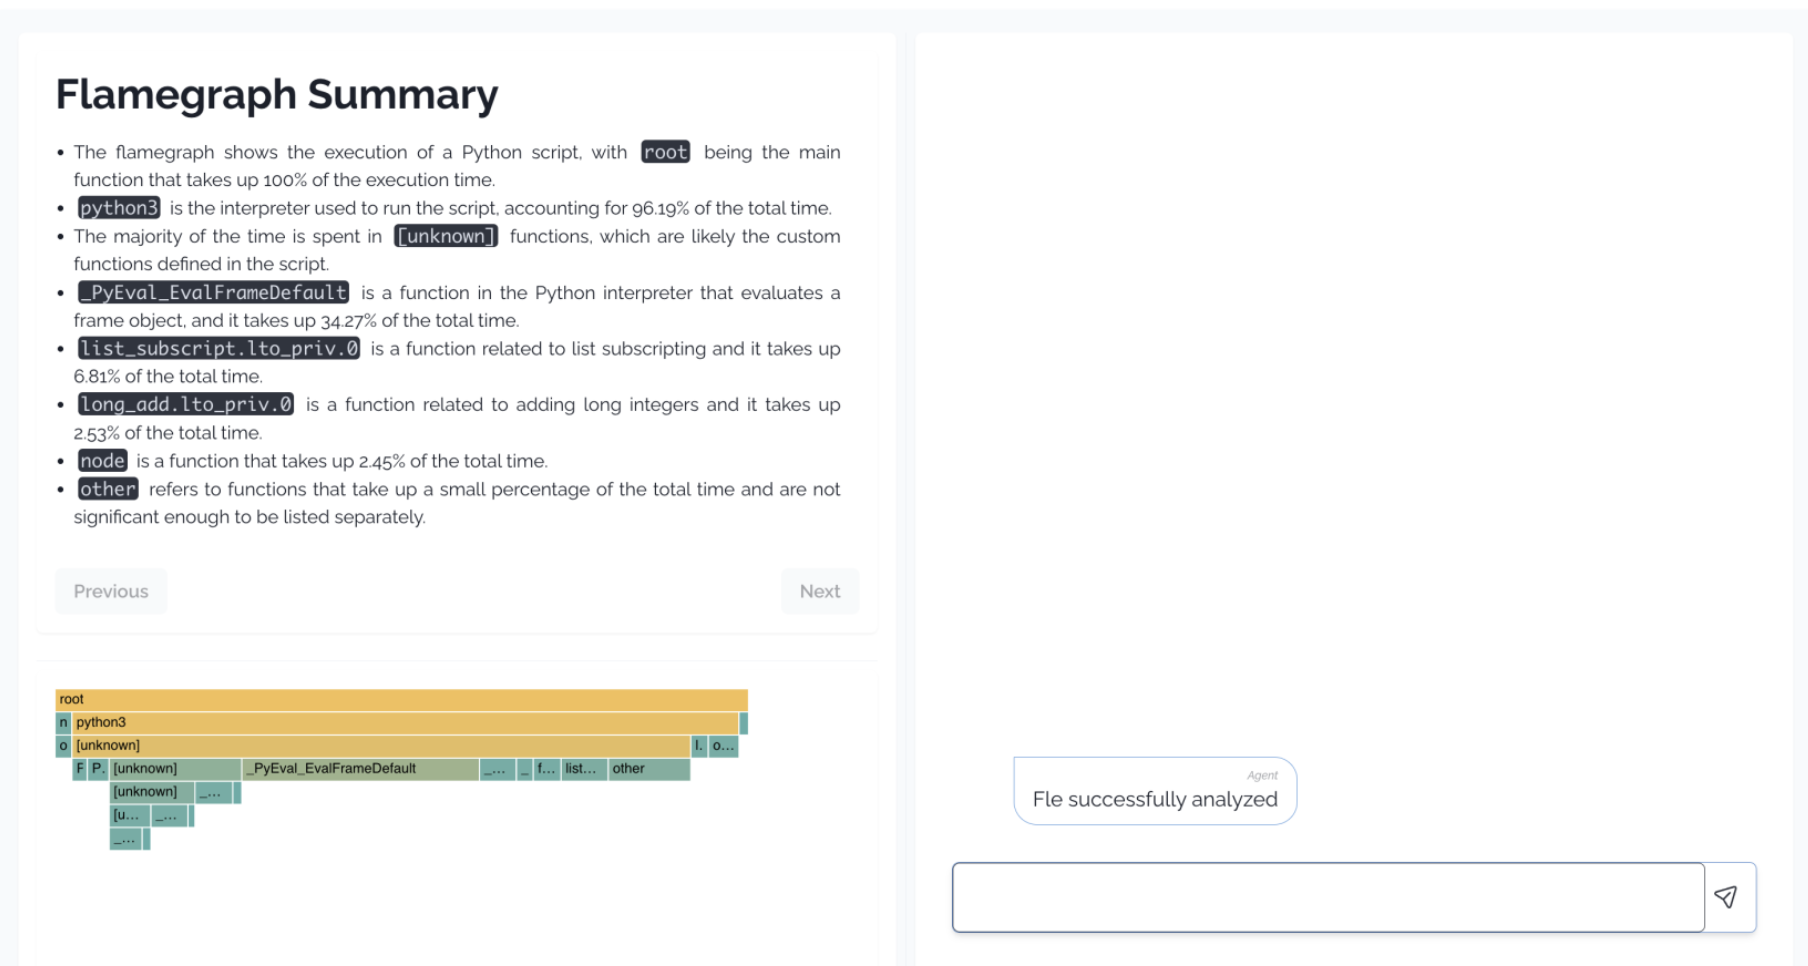 Flamegraph Summary
• The flamegraph shows the execution of a Python script, with root being the main
function that takes up 100% of the execution time.
• python3 is the interpreter used to run the script, accounting for 96.19% of the total time.
• The majority of the time is spent in [unknown] functions, which are likely the custom
functions defined in the script.
• _PyEval_EvalFrameDefault is a function in the Python interpreter that evaluates a
frame object, and it takes up 34.27% of the total time.
• list_subscript.lto_priv.0 is a function related to list subscripting and it takes up
6.81% of the total time.
• long_add.lto_priv.0 is a function related to adding long integers and it takes up
2.53% of the total time.
• node is a function that takes up 2.45% of the total time.
• other refers to functions that take up a small percentage of the total time and are not
significant enough to be listed separately.
Previous Next
root
n python3
o [unknown] l. o...
F P. [unknown] _PyEval_EvalFrameDefault _... _ f... list... other
[unknown] _...
[u... _...
_...
Agent
Fle successfully analyzed